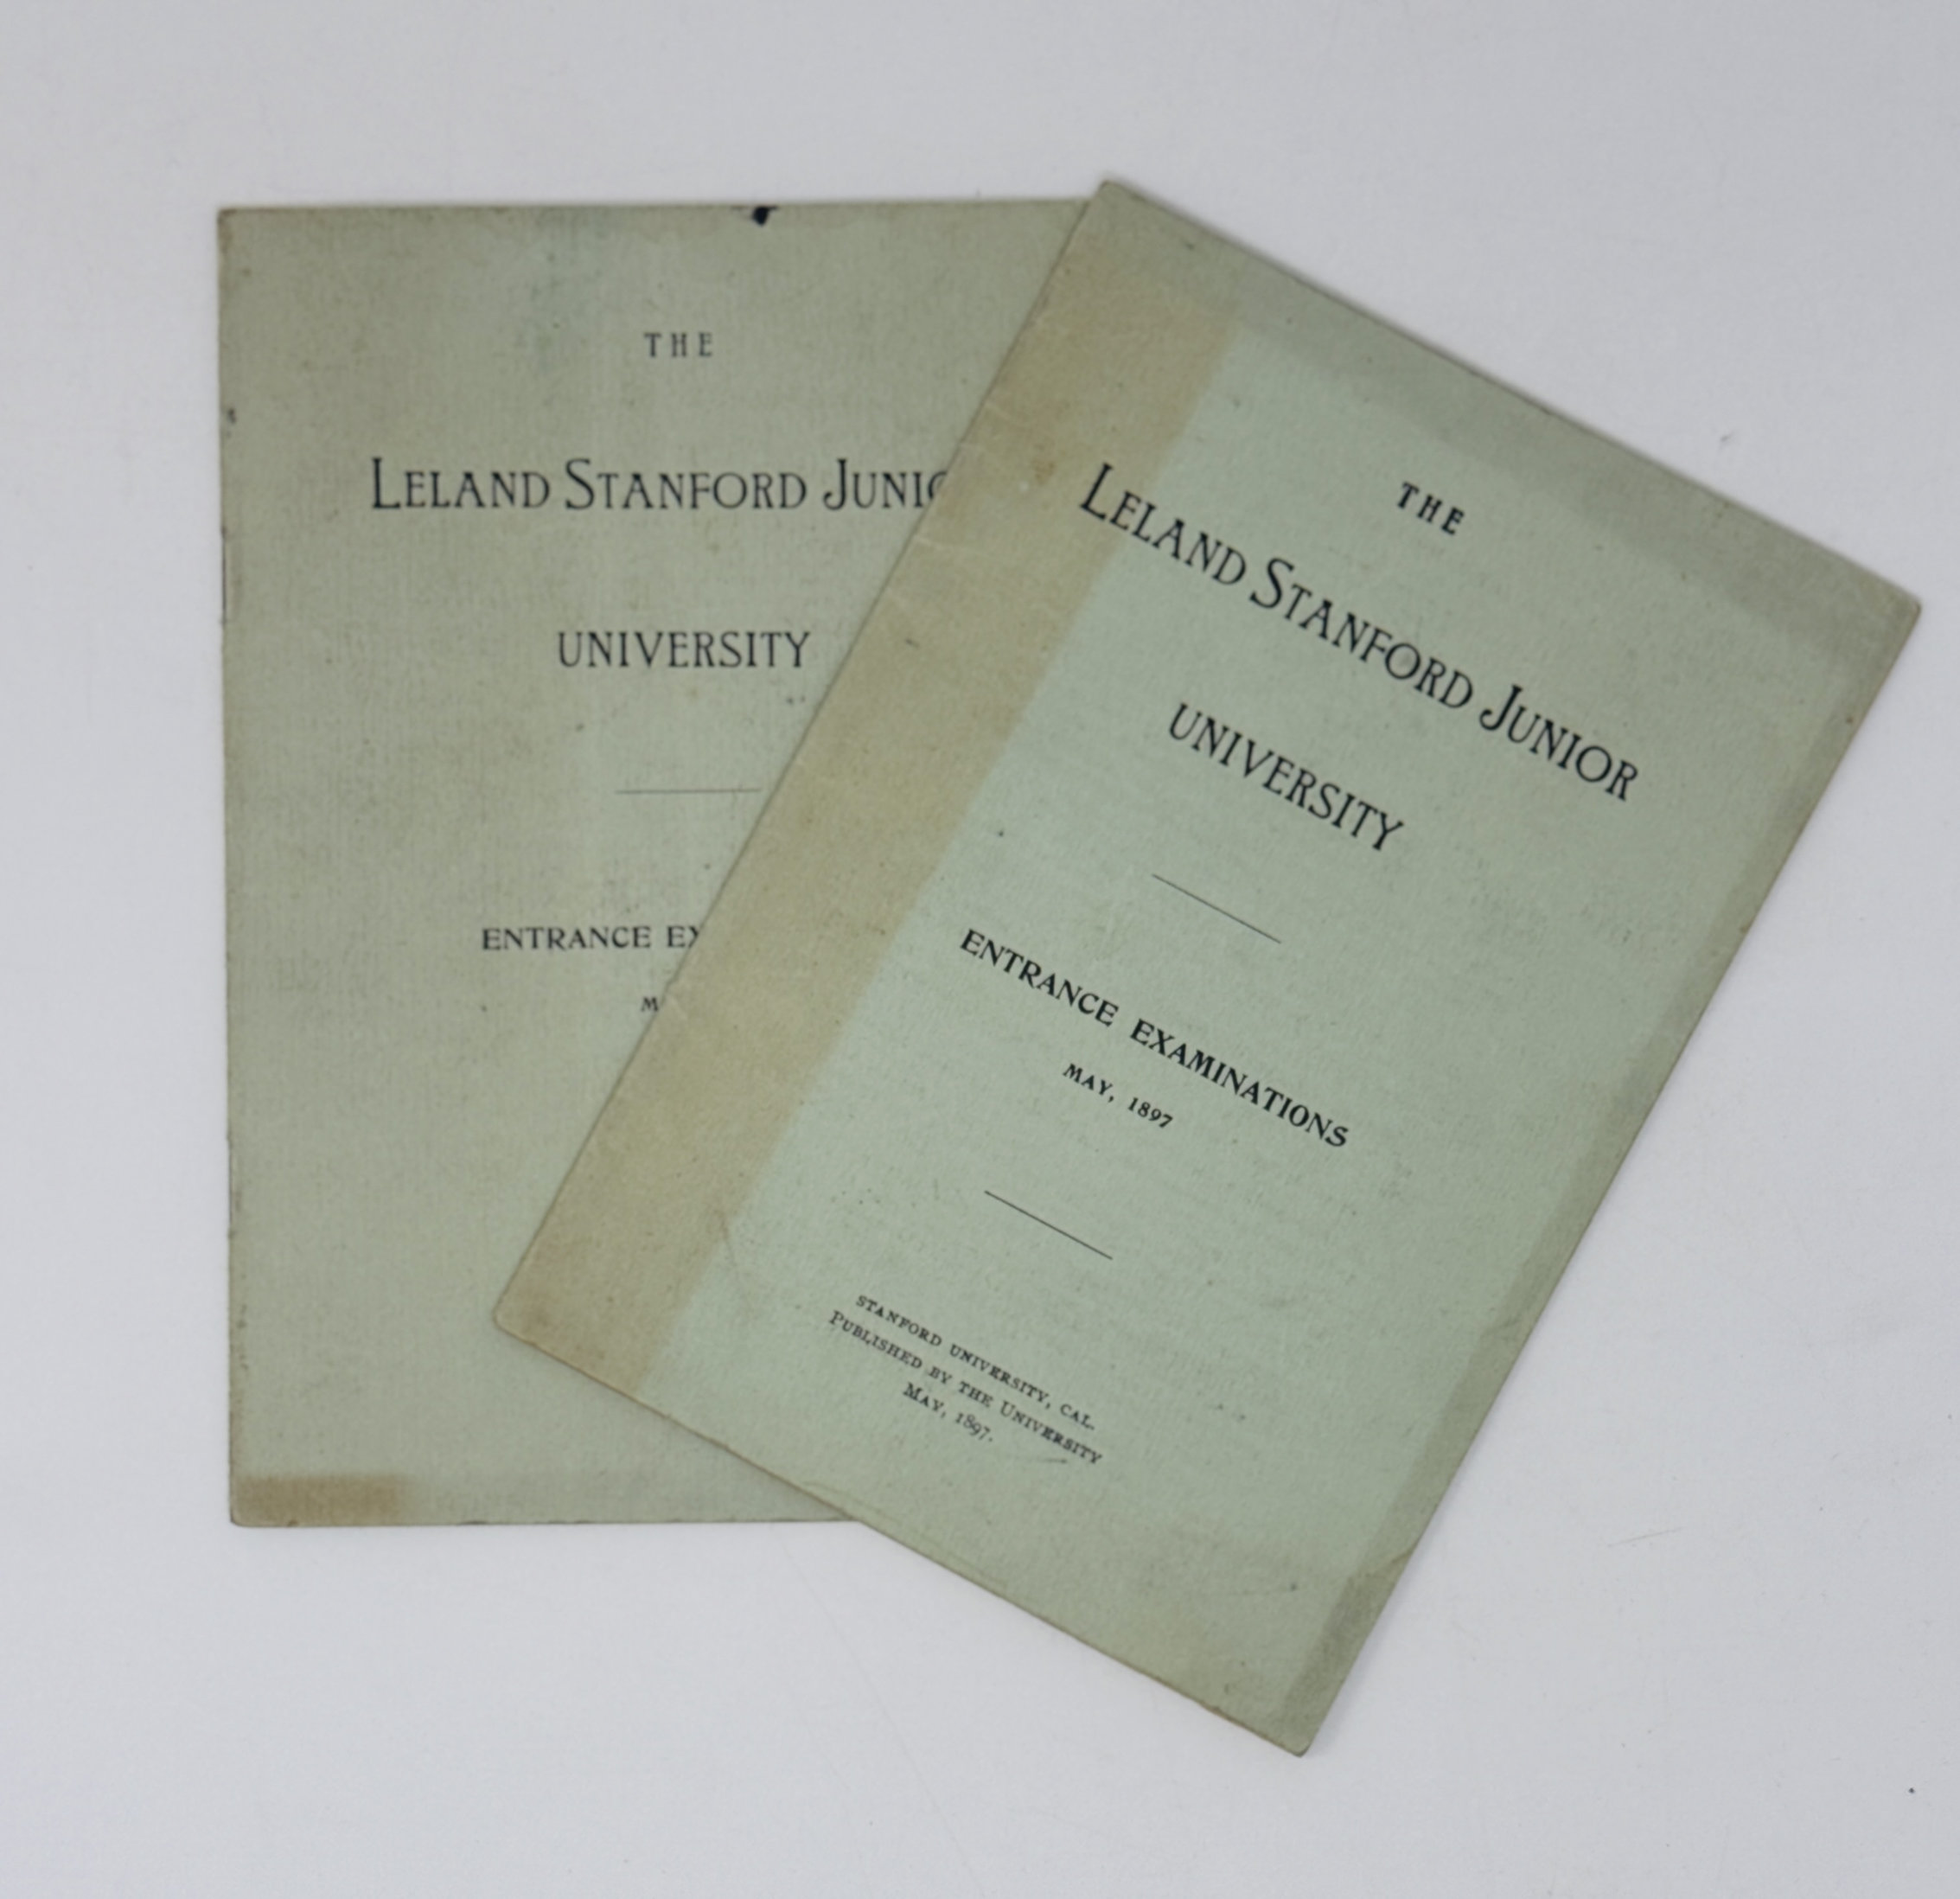 THE
LELAND STANFORD JUNIO
UNIVERSITY
ENTRANCE EX
M
THE
LELAND STANFORD JUNIOR
UNIVERSITY
ENTRANCE EXAMINATIONS
MAY, 1897
STANFORD UNIVERSITY, CAL.
PUBLISHED BY THE UNIVERSITY
MAY, 1897.